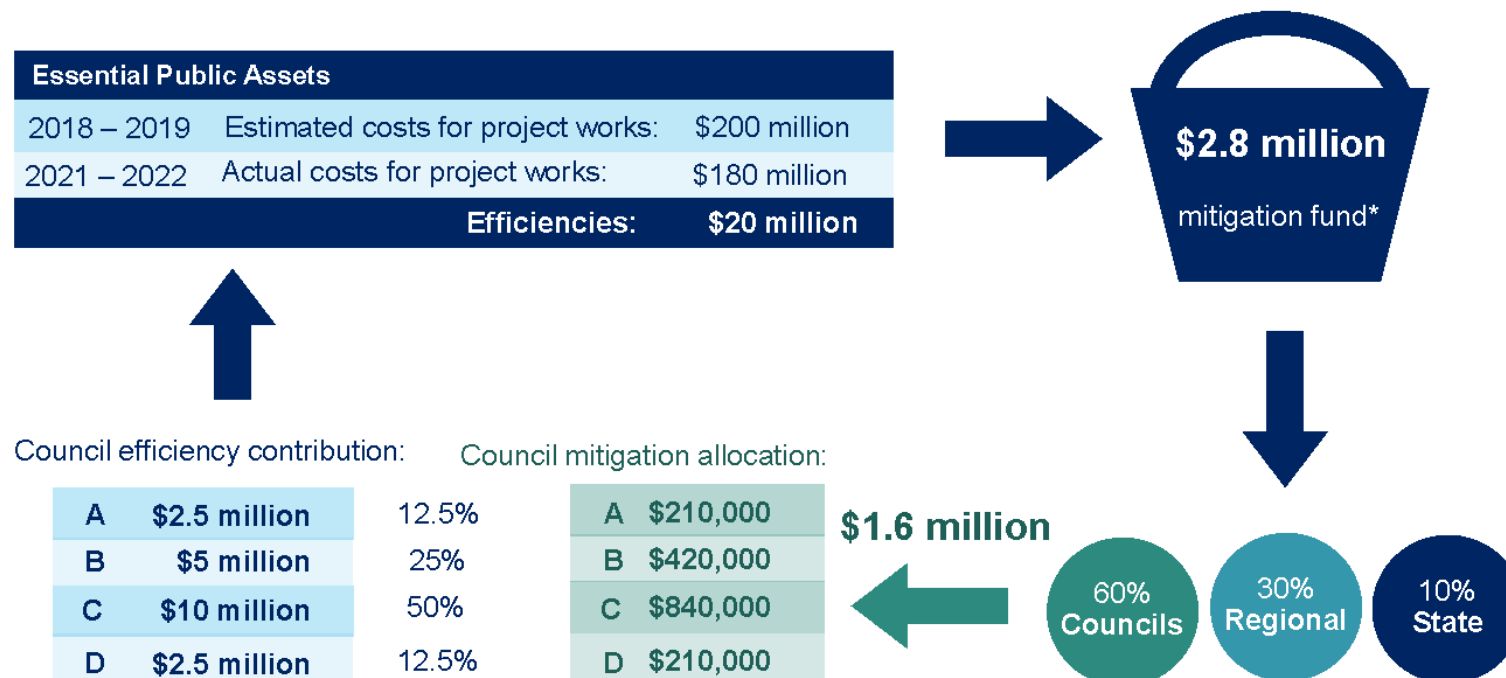 Essential Public Assets
2018 – 2019 Estimated costs for project works: $200 million
2021 – 2022 Actual costs for project works: $180 million
Efficiencies: $20 million
$2.8 million
mitigation fund*
Council efficiency contribution:
A $2.5 million 12.5%
B $5 million 25%
C $10 million 50%
D $2.5 million 12.5%
Council mitigation allocation:
A $210,000
B $420,000
C $840,000
D $210,000
$1.6 million
60%
Councils
30%
Regional
10%
State